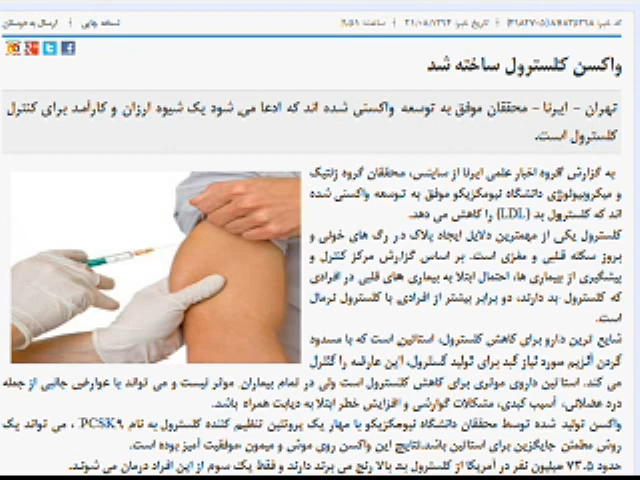 نسخه چاپی | ارسال به دوستان
تاریخ خبر: | ساعت:
واکسن کلسترول ساخته شد
تهران - ایرنا - محققان موفق به توسعه واکسنی شده اند که ادعا می شود یک شیوه ارزان و کارآمد برای کنترل
کلسترول است.
به گزارش گروه اخبار علمی ایرنا از ساینس، محققان گروه ژنتیک
و میکروبیولوژی دانشگاه نیومکزیکو موفق به توسعه واکسنی شده
اند که کلسترول بد (LDL) را کاهش می دهد.
کلسترول یکی از مهمترین دلایل ایجاد پلاک در رگ های خونی و
بروز سکته قلبی و مغزی است. بر اساس گزارش مرکز کنترل و
پیشگیری از بیماری ها، احتمال ابتلا به بیماری های قلبی در افرادی
که کلسترول بد دارند، دو برابر بیشتر از افرادی با کلسترول نرمال
است.
شایع ترین دارو برای کاهش کلسترول، استاتین است که با مسدود
کردن آنزیم مورد نیاز کبد برای تولید کسلرول، این عارضه را کنترل
می کند. استاتین داروی موثری برای کاهش کلسترول است ولی در تمام بیماران موثر نیست و می تواند با عوارضی جانبی از جمله
درد عضلانی، آسیب کبدی، مشکلات گوارشی و افزایش خطر ابتلا به دیابت همراه باشد.
واکسن تولید شده توسط محققان دانشگاه نیومکزیکو با مهار یک پروتئین تنظیم کننده کلسترول به نام PCSK۹ ، می تواند یک
روش مطمئن جایگزین برای استاتین باشد.نتایج این واکسن روی موش و میمون موفقیت آمیز بوده است.
حدود ۷۳.۵ میلیون نفر در آمریکا از کلسترول بد بالا رنج می برند دارند و فقط یک سوم از این افراد درمان می شوند.